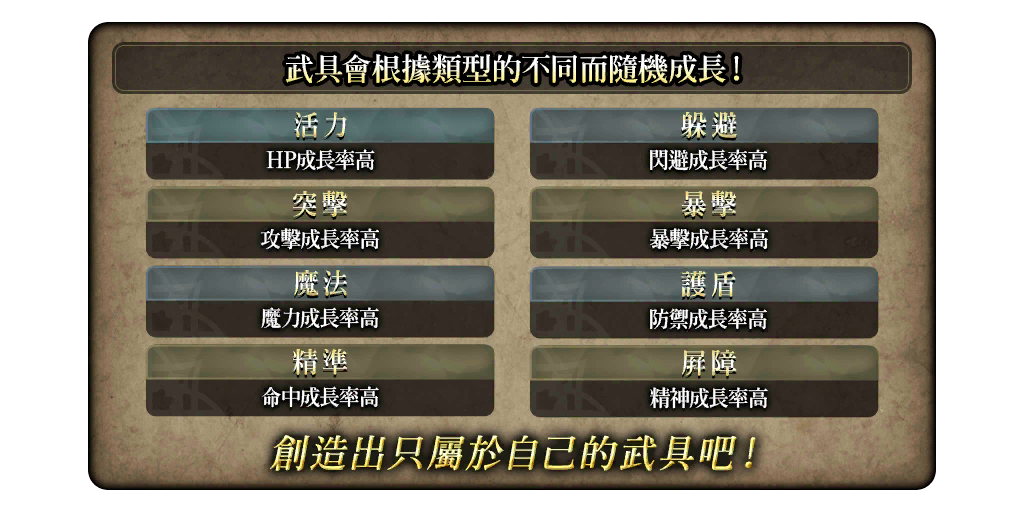 武具會根據類型的不同而隨機成長！
活力
HP成長率高
躲避
閃避成長率高
突擊
攻擊成長率高
暴擊
暴擊成長率高
魔法
魔力成長率高
護盾
防禦成長率高
精準
命中成長率高
屏障
精神成長率高
創造出只屬於自己的武具吧！